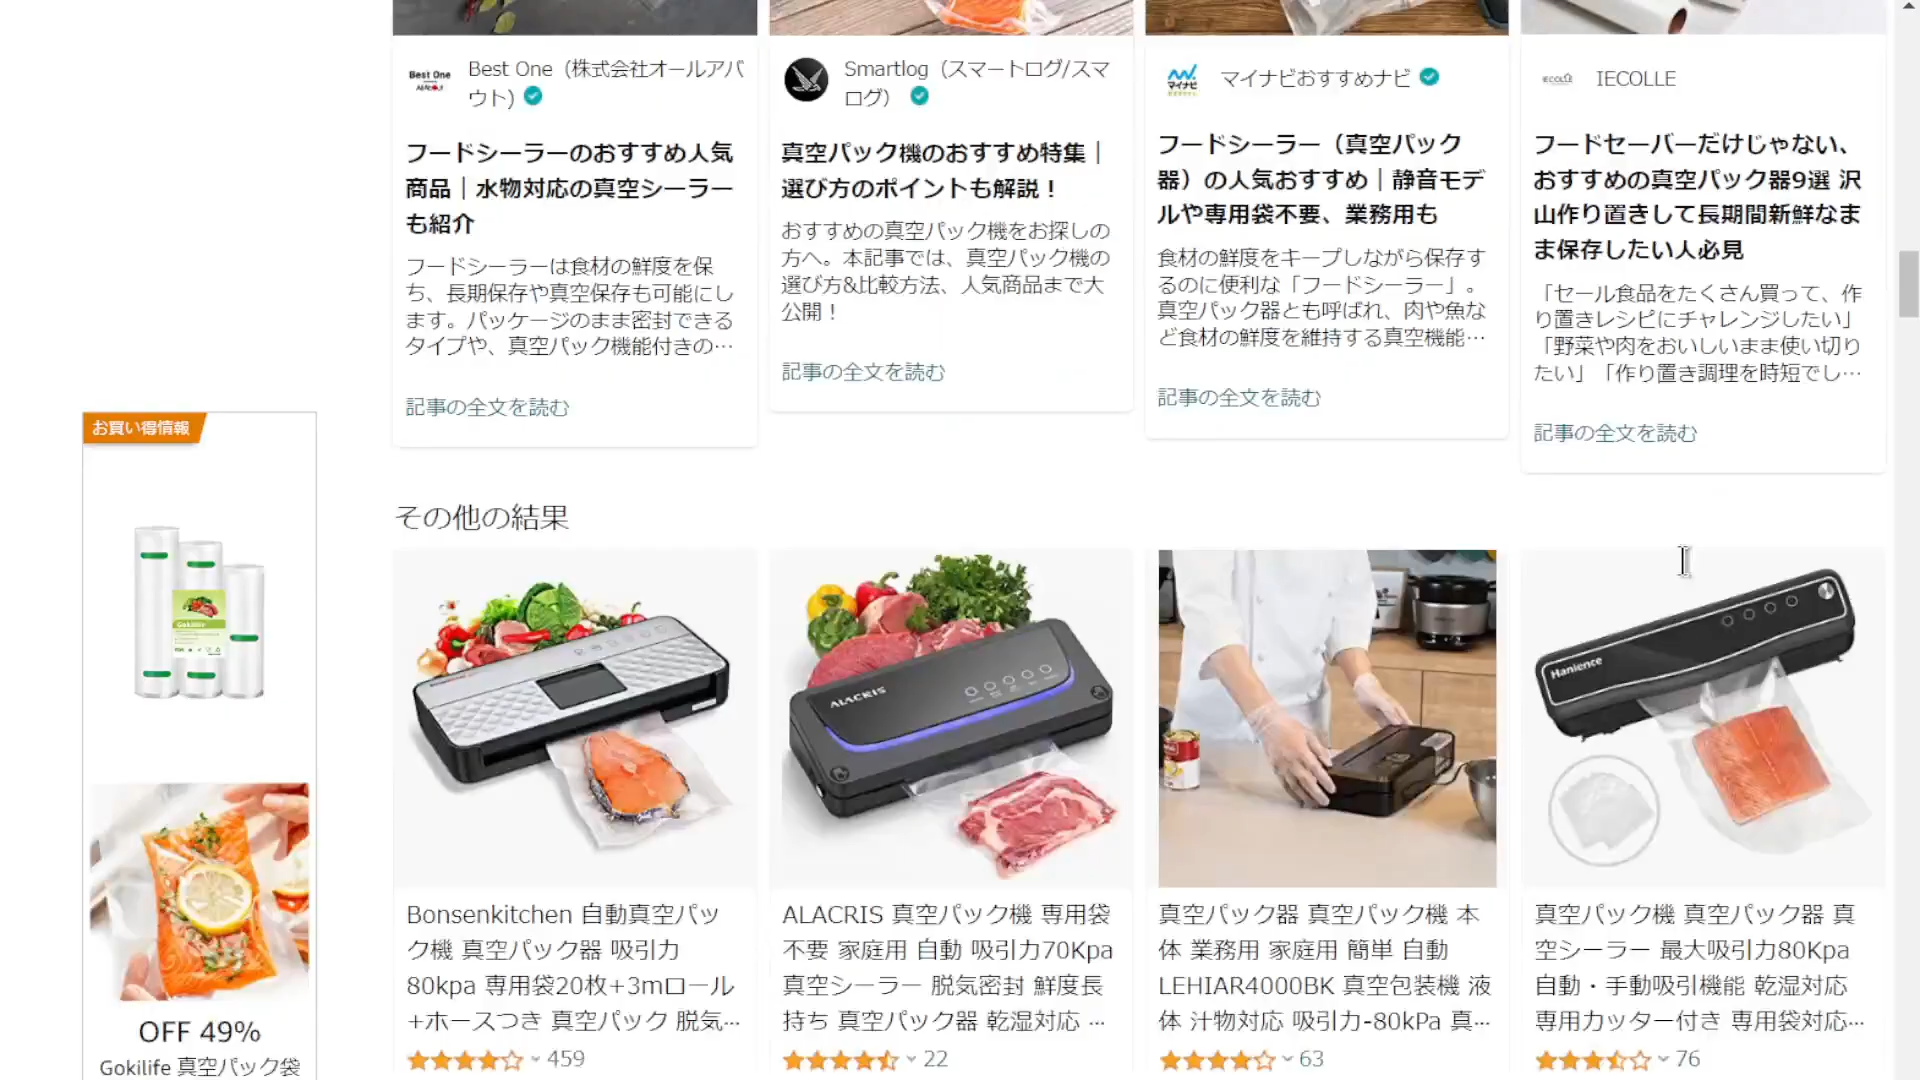 Best One（株式会社オールアバ
ウト）
フードシーラーのおすすめ人気
商品｜水物対応の真空シーラー
も紹介
フードシーラーは食材の鮮度を保
ち、長期保存や真空保存も可能にし
ます。パッケージのまま密封できる
タイプや、真空パック機能付きの…
記事の全文を読む
Smartlog（スマートログ/スマ
ログ）
真空パック機のおすすめ特集｜
選び方のポイントも解説！
おすすめの真空パック機をお探しの
方へ。本記事では、真空パック機の
選び方&比較方法、人気商品まで大
公開！
記事の全文を読む
マイナビ
マイナビおすすめナビ
フードシーラー（真空パック
器）の人気おすすめ｜静音モデ
ルや専用袋不要、業務用も
食材の鮮度をキープしながら保存す
るのに便利な「フードシーラー」。
真空パック器とも呼ばれ、肉や魚な
ど食材の鮮度を維持する真空機能…
記事の全文を読む
IECOLLE
IECOLLE
フードセーバーだけじゃない、
おすすめの真空パック器9選 沢
山作り置きして長期間新鮮なま
ま保存したい人必見
「セール食品をたくさん買って、作
り置きレシピにチャレンジしたい」
「野菜や肉をおいしいまま使い切り
たい」「作り置き調理を時短でし…
記事の全文を読む
お買い得情報
Gokilife
OFF 49%
Gokilife 真空パック袋
その他の結果
Bonsenkitchen 自動真空パッ
ク機 真空パック器 吸引力
80kpa 専用袋20枚+3mロール
+ホースつき 真空パック 脱気…
459
ALACRIS
ALACRIS 真空パック機 専用袋
不要 家庭用 自動 吸引力70Kpa
真空シーラー 脱気密封 鮮度長
持ち 真空パック器 乾湿対応 …
22
真空パック器 真空パック機 本
体 業務用 家庭用 簡単 自動
LEHIAR4000BK 真空包装機 液
体 汁物対応 吸引力-80kPa 真…
63
Hanience
真空パック機 真空パック器 真
空シーラー 最大吸引力80Kpa
自動・手動吸引機能 乾湿対応
専用カッター付き 専用袋対応…
76
Best One